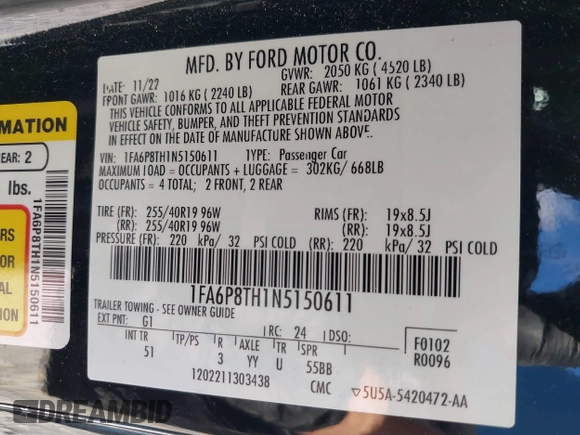 MFD. BY FORD MOTOR CO.
DATE: 11/22 GVWR: 2050 KG ( 4520 LB)
FRONT GAWR: 1016 KG ( 2240 LB) REAR GAWR: 1061 KG ( 2340 LB)
THIS VEHICLE CONFORMS TO ALL APPLICABLE FEDERAL MOTOR
VEHICLE SAFETY, BUMPER, AND THEFT PREVENTION STANDARDS
IN EFFECT ON THE DATE OF MANUFACTURE SHOWN ABOVE.
VIN: 1FA6P8TH1N5150611 TYPE: Passenger Car
MAXIMUM LOAD = OCCUPANTS + LUGGAGE = 302KG/ 668LB
OCCUPANTS = 4 TOTAL; 2 FRONT, 2 REAR
TIRE (FR): 255/40R19 96W RIMS (FR): 19x8.5J
(RR): 255/40R19 96W (RR): 19x8.5J
PRESSURE (FR): 220 kPa/ 32 PSI COLD (RR): 220 kPa/ 32 PSI COLD
1FA6P8TH1N5150611
TRAILER TOWING - SEE OWNER GUIDE
EXT PNT: G1 RC: 24 DSO: F0102
R0096
INT TR TP/PS R AXLE TR SPR
51 3 YY U 55BB
1202211303438 CMC ▽5U5A-5420472-AA
MATION
EAR: 2
lbs.
RS
OR
AL
S
1FA6P8TH1N5150611
DREAMBID